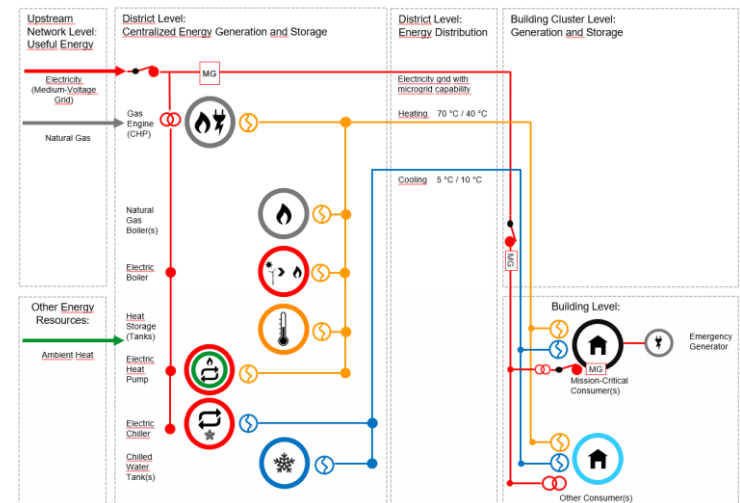 Upstream
Network Level:
Useful Energy
District Level:
Centralized Energy Generation and Storage
District Level:
Energy Distribution
Building Cluster Level:
Generation and Storage
Electricity
(Medium-Voltage
Grid)
Natural Gas
MG
Gas
Engine
(CHP)
Electricity grid with
microgrid capability
Heating 70 °C / 40 °C
Cooling 5 °C / 10 °C
Natural
Gas
Boiler(s)
Electric
Boiler
MG
Other Energy
Resources:
Ambient Heat
Heat
Storage
(Tanks)
Electric
Heat
Pump
Electric
Chiller
Chilled
Water
Tank(s)
Building Level:
Emergency
Generator
MG
Mission-Critical
Consumer(s)
Other Consumer(s)